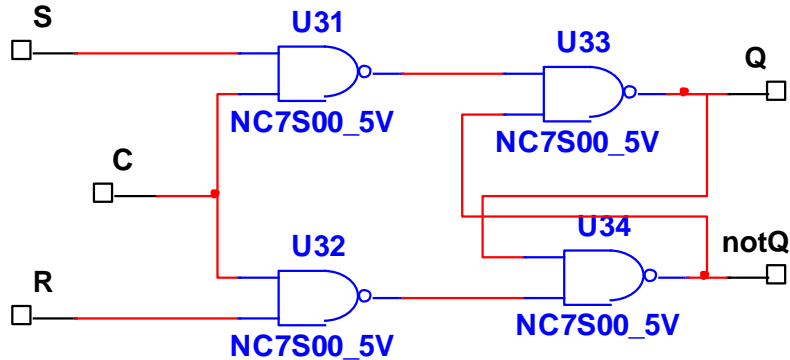 S
U31
NC7S00_5V
U33
NC7S00_5V
Q
C
U32
NC7S00_5V
R
U34
NC7S00_5V
notQ